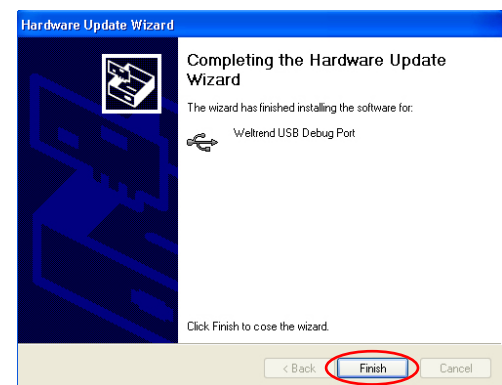 Hardware Update Wizard
Completing the Hardware Update
Wizard
The wizard has finished installing the software for:
Weltrend USB Debug Port
Click Finish to cose the wizard.
< Back Finish Cancel